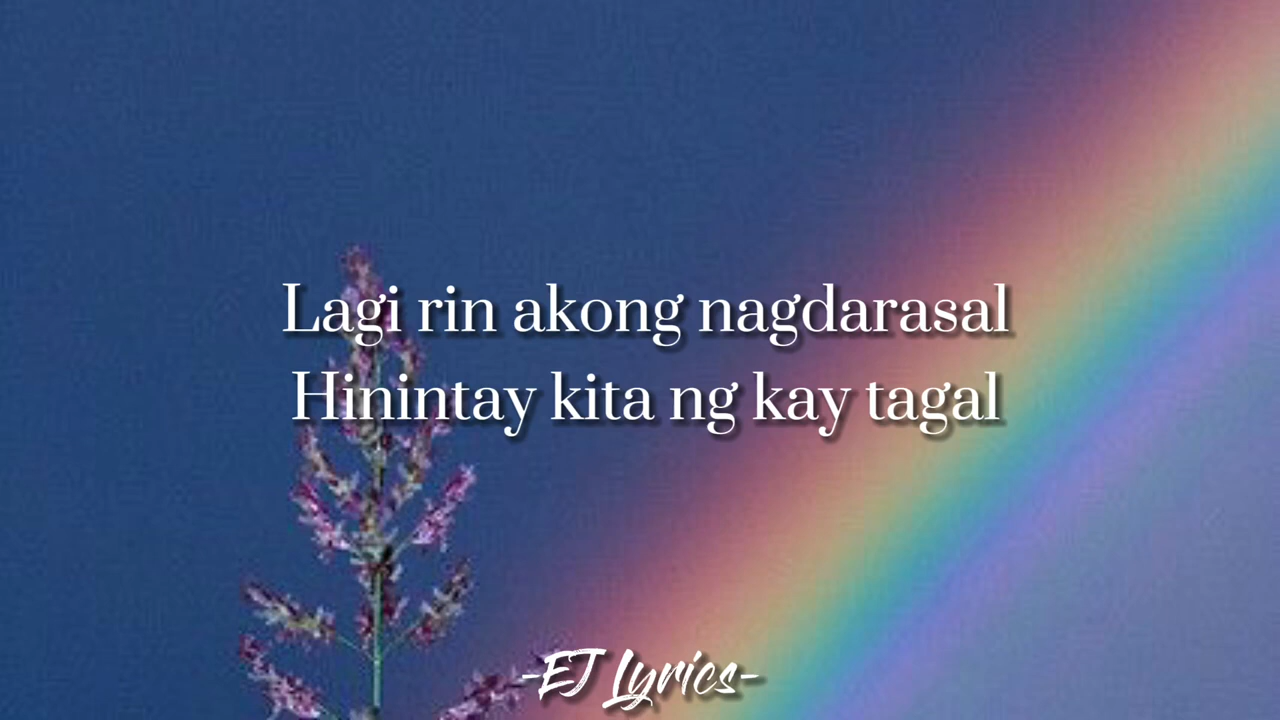 Lagi rin akong nagdarasal
Hinintay kita ng kay tagal
-EJ Lyrics-